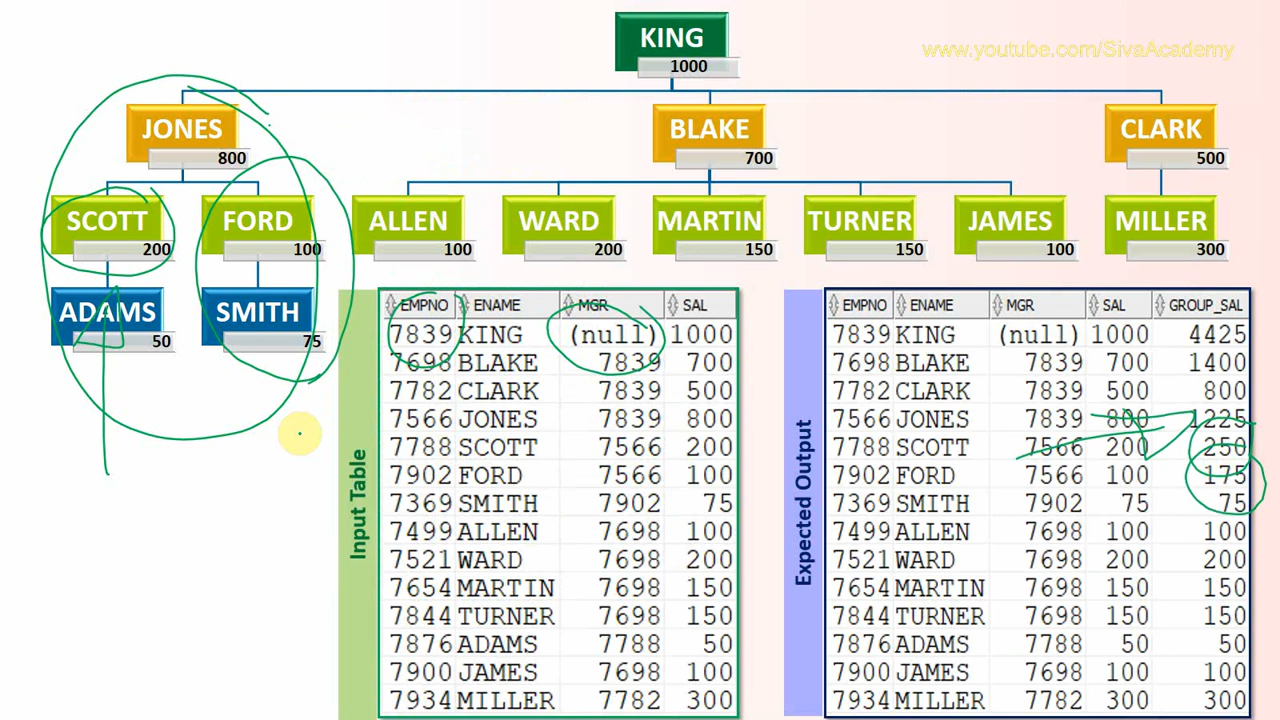 KING
1000
www.youtube.com/SivaAcademy
JONES
800
BLAKE
700
CLARK
500
SCOTT
200
FORD
100
ALLEN
100
WARD
200
MARTIN
150
TURNER
150
JAMES
100
MILLER
300
ADAMS
50
SMITH
75
Input Table
EMPNO ENAME MGR SAL
7839 KING (null) 1000
7698 BLAKE 7839 700
7782 CLARK 7839 500
7566 JONES 7839 800
7788 SCOTT 7566 200
7902 FORD 7566 100
7369 SMITH 7902 75
7499 ALLEN 7698 100
7521 WARD 7698 200
7654 MARTIN 7698 150
7844 TURNER 7698 150
7876 ADAMS 7788 50
7900 JAMES 7698 100
7934 MILLER 7782 300
Expected Output
EMPNO ENAME MGR SAL GROUP_SAL
7839 KING (null) 1000 4425
7698 BLAKE 7839 700 1400
7782 CLARK 7839 500 800
7566 JONES 7839 800 1225
7788 SCOTT 7566 200 250
7902 FORD 7566 100 175
7369 SMITH 7902 75 75
7499 ALLEN 7698 100 100
7521 WARD 7698 200 200
7654 MARTIN 7698 150 150
7844 TURNER 7698 150 150
7876 ADAMS 7788 50 50
7900 JAMES 7698 100 100
7934 MILLER 7782 300 300